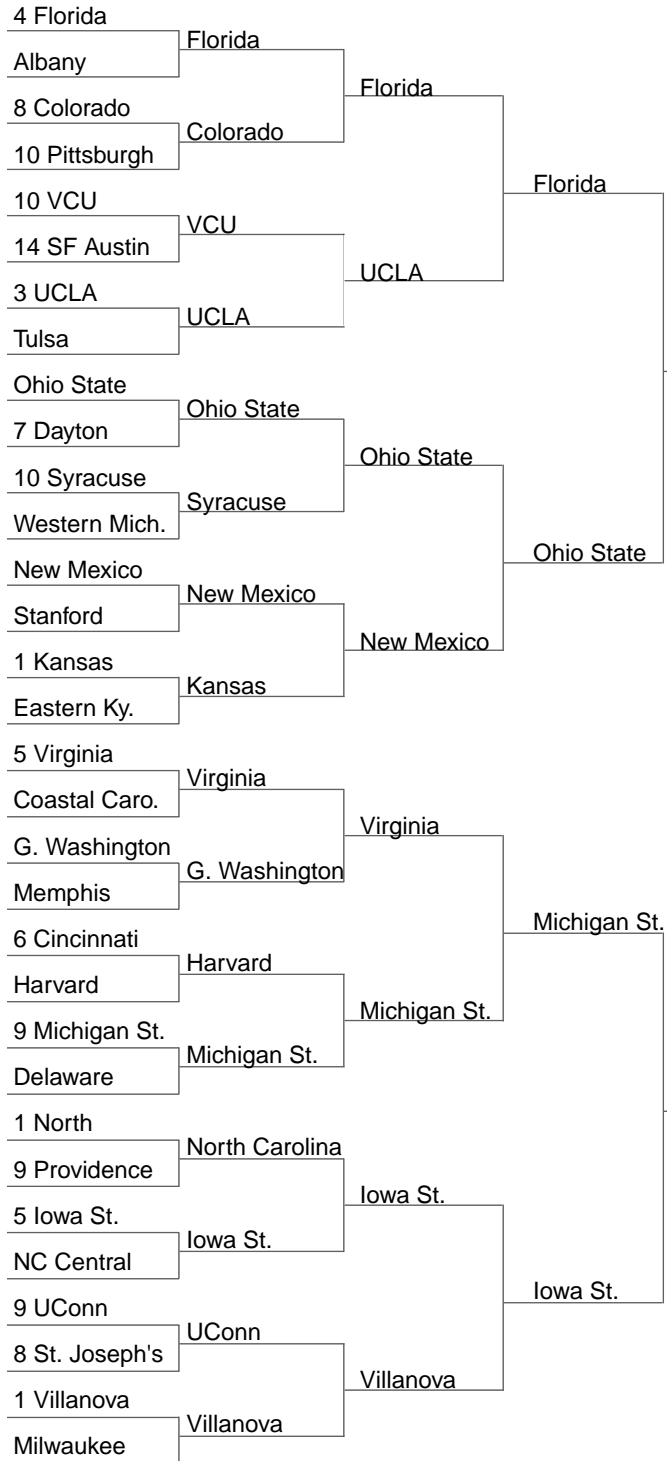 4 Florida
Albany
8 Colorado
10 Pittsburgh
10 VCU
14 SF Austin
3 UCLA
Tulsa
Ohio State
7 Dayton
10 Syracuse
Western Mich.
New Mexico
Stanford
1 Kansas
Eastern Ky.
5 Virginia
Coastal Caro.
G. Washington
Memphis
6 Cincinnati
Harvard
9 Michigan St.
Delaware
1 North
9 Providence
5 Iowa St.
NC Central
9 UConn
8 St. Joseph's
1 Villanova
Milwaukee
Florida
Colorado
VCU
UCLA
Ohio State
Syracuse
New Mexico
Kansas
Virginia
G. Washington
Harvard
Michigan St.
North Carolina
Iowa St.
UConn
Villanova
Florida
UCLA
Ohio State
New Mexico
Virginia
Michigan St.
Iowa St.
Villanova
Florida
Ohio State
Michigan St.
Iowa St.